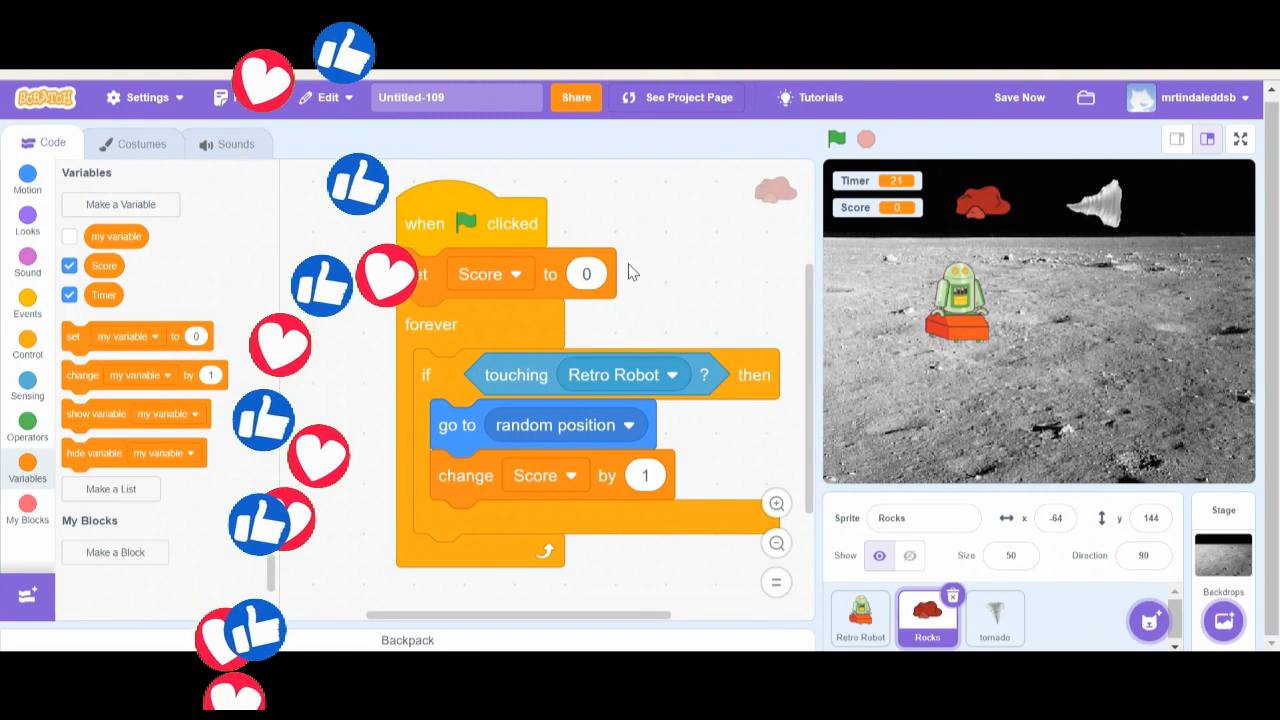 SCRATCH
Settings
Edit
Untitled-109
Share
See Project Page
Tutorials
Save Now
mrtindaleddsb
Code
Costumes
Sounds
Motion
Looks
Sound
Events
Control
Sensing
Operators
Variables
My Blocks
Variables
Make a Variable
my variable
Score
Timer
set my variable to 0
change my variable by 1
show variable my variable
hide variable my variable
Make a List
My Blocks
Make a Block
when clicked
Score to 0
forever
if touching Retro Robot ? then
go to random position
change Score by 1
Backpack
Timer 21
Score 0
Sprite Rocks x -64 y 144
Show Size 50 Direction 90
Retro Robot
Rocks
tornado
Stage
Backdrops